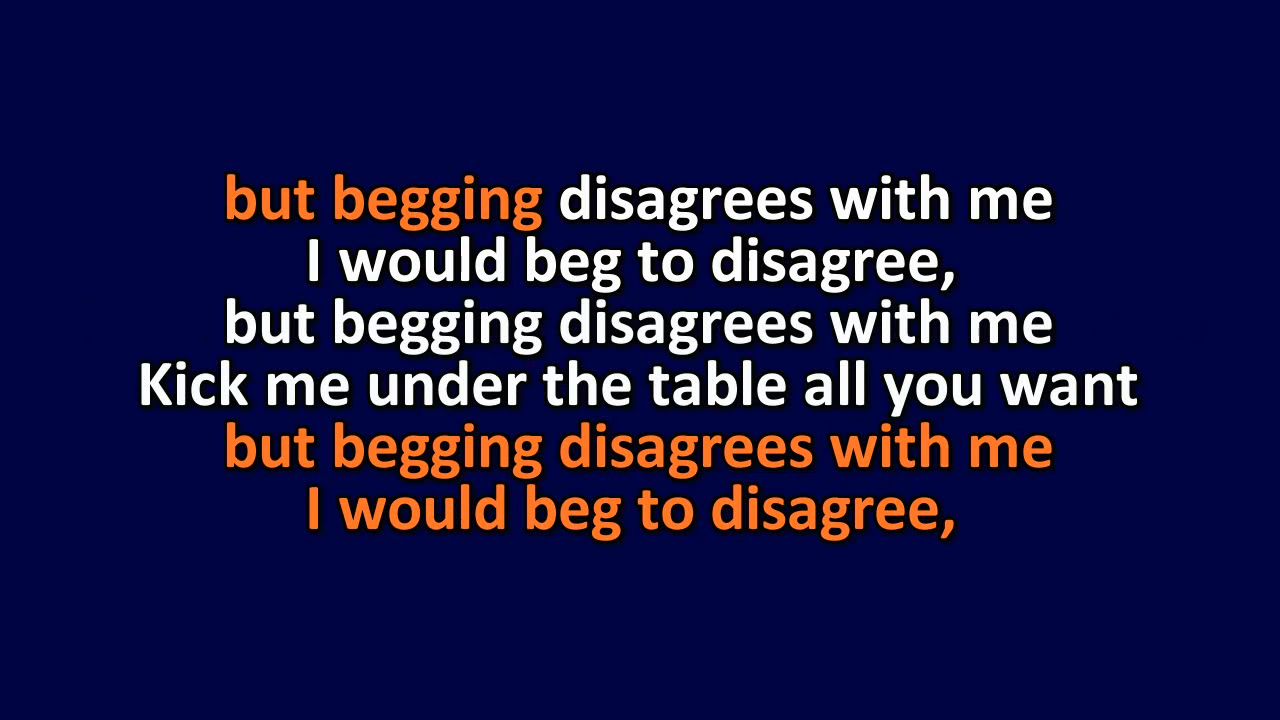 but begging disagrees with me
I would beg to disagree,
but begging disagrees with me
Kick me under the table all you want
but begging disagrees with me
I would beg to disagree,